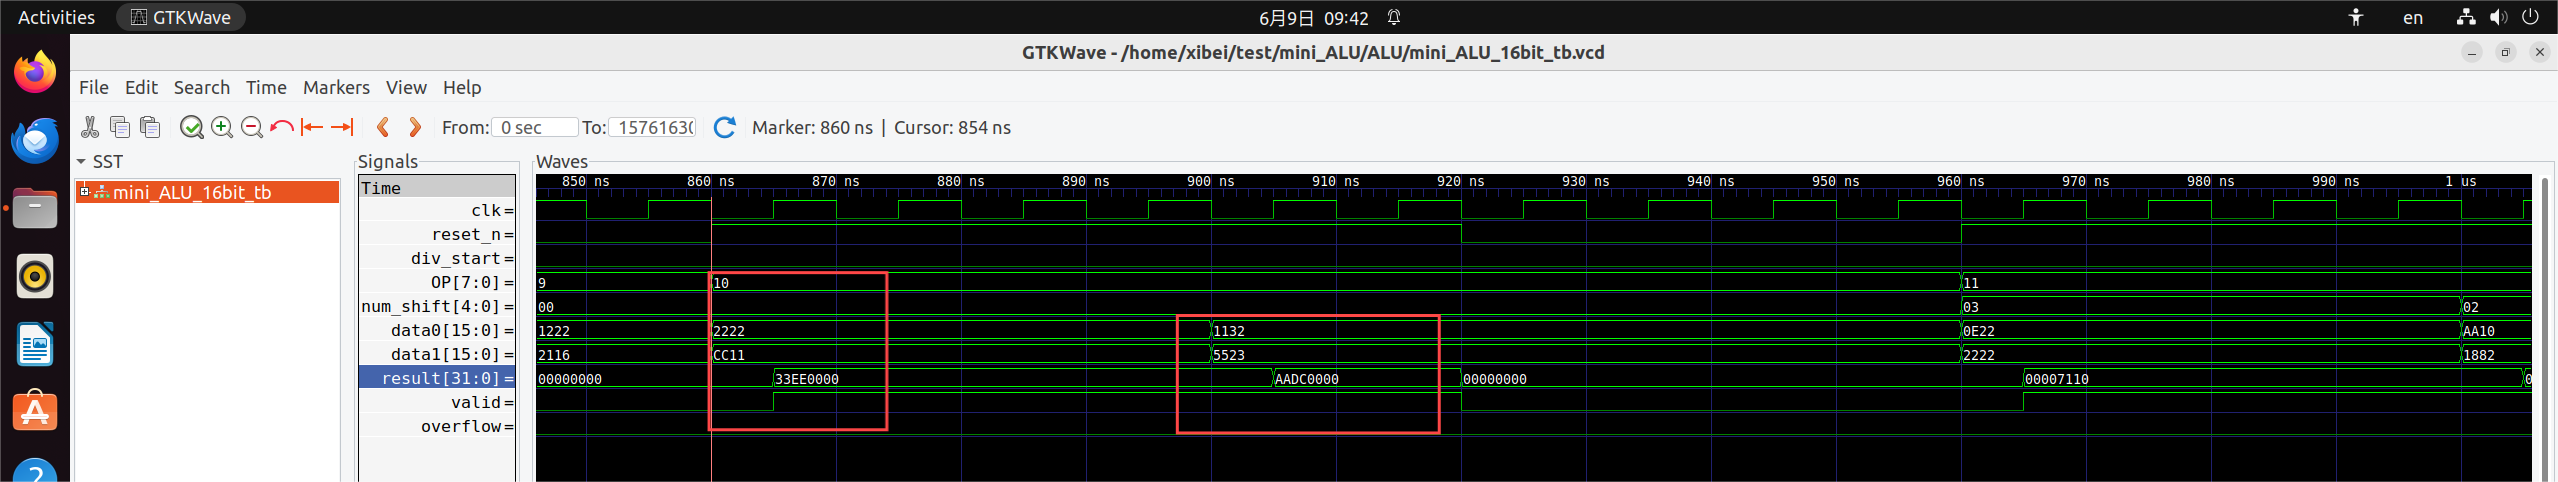 Activities GTKWave 6月9日 09:42 en
GTKWave - /home/xibei/test/mini_ALU/ALU/mini_ALU_16bit_tb.vcd
File Edit Search Time Markers View Help
From: 0 sec To: 15761630 Marker: 860 ns | Cursor: 854 ns
SST Signals Waves
mini_ALU_16bit_tb Time 850 ns 860 ns 870 ns 880 ns 890 ns 900 ns 910 ns 920 ns 930 ns 940 ns 950 ns 960 ns 970 ns 980 ns 990 ns 1 us
clk=
reset_n=
div_start=
OP[7:0]= 9 10 11
num_shift[4:0]= 00 03 02
data0[15:0]= 1222 2222 1132 0E22 AA10
data1[15:0]= 2116 CC11 5523 2222 1882
result[31:0]= 00000000 33EE0000 AADC0000 00000000 00007110 0
valid=
overflow=
?